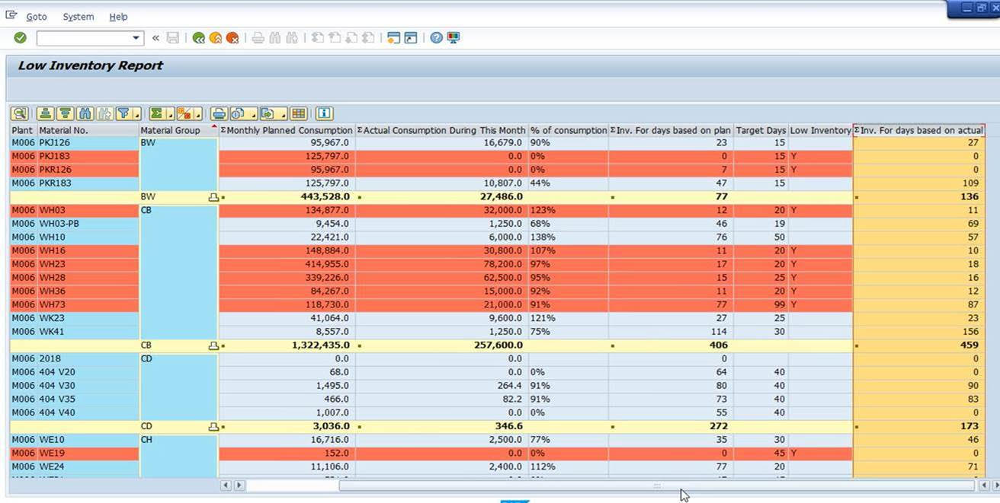 Goto System Help
«
Low Inventory Report
Plant Material No. Material Group ΣMonthly Planned Consumption ΣActual Consumption During This Month % of consumption ΣInv. For days based on plan Target Days Low Inventory ΣInv. For days based on actual
M006 PKJ126 BW 95,967.0 16,679.0 90% 23 15 27
M006 PKJ183 125,797.0 0.0 0% 0 15 Y 0
M006 PKR126 95,967.0 0.0 0% 7 15 Y 0
M006 PKR183 125,797.0 10,807.0 44% 47 15 109
BW 443,528.0 27,486.0 77 136
M006 WH03 CB 134,877.0 32,000.0 123% 12 20 Y 11
M006 WH03-PB 9,454.0 1,250.0 68% 46 19 69
M006 WH10 22,421.0 6,000.0 138% 76 50 57
M006 WH16 148,884.0 30,800.0 107% 11 20 Y 10
M006 WH23 414,955.0 78,200.0 97% 17 20 Y 18
M006 WH28 339,226.0 62,500.0 95% 15 25 Y 16
M006 WH36 84,267.0 15,000.0 92% 11 20 Y 12
M006 WH73 118,730.0 21,000.0 91% 77 99 Y 87
M006 WK23 41,064.0 9,600.0 121% 27 25 23
M006 WK41 8,557.0 1,250.0 75% 114 30 156
CB 1,322,435.0 257,600.0 406 459
M006 2018 CD 0.0 0.0 0 0
M006 404 V20 68.0 0.0 0% 64 40 0
M006 404 V30 1,495.0 264.4 91% 80 40 90
M006 404 V35 466.0 82.2 91% 73 40 83
M006 404 V40 1,007.0 0.0 0% 55 40 0
CD 3,036.0 346.6 272 173
M006 WE10 CH 16,716.0 2,500.0 77% 35 30 46
M006 WE19 152.0 0.0 0% 0 45 Y 0
M006 WE24 11,106.0 2,400.0 112% 77 20 71